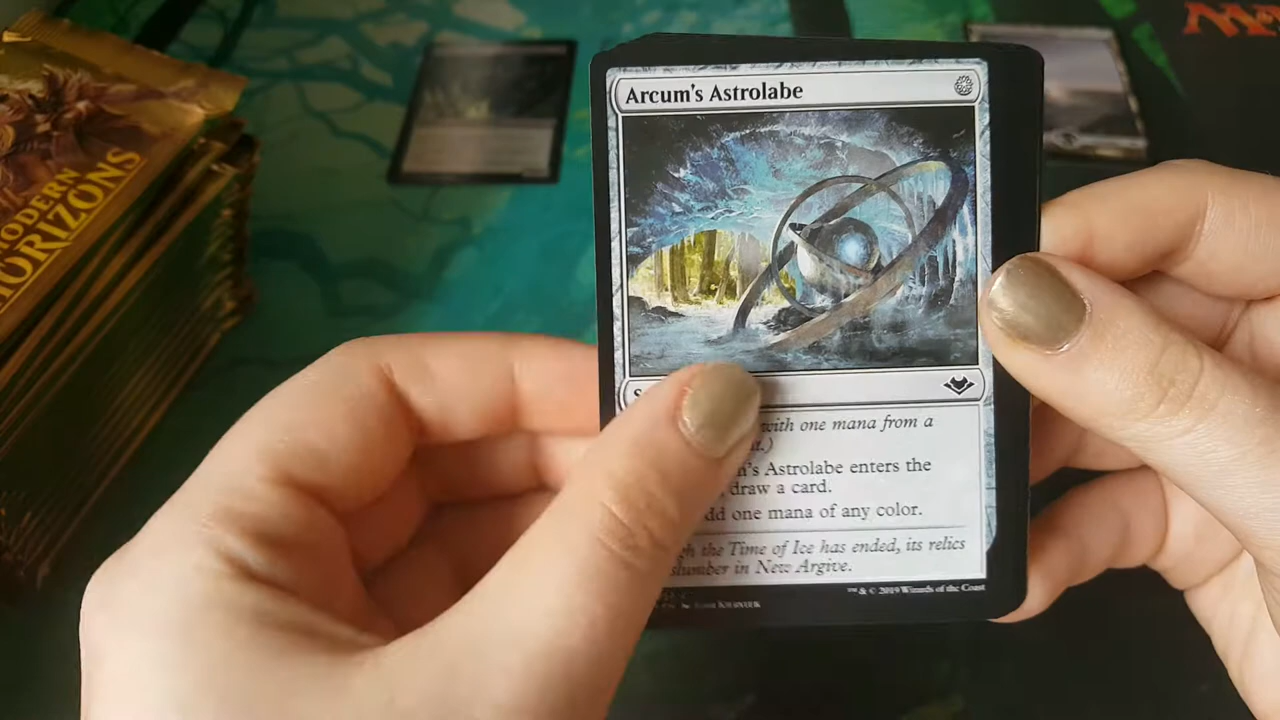 Arcum's Astrolabe
MODERN
HORIZONS
with one mana from a
Astrolabe enters the
draw a card.
one mana of any color.
the Time of Ice has ended, its relics
slumber in New Argive.
™ & © 2019 Wizards of the Coast